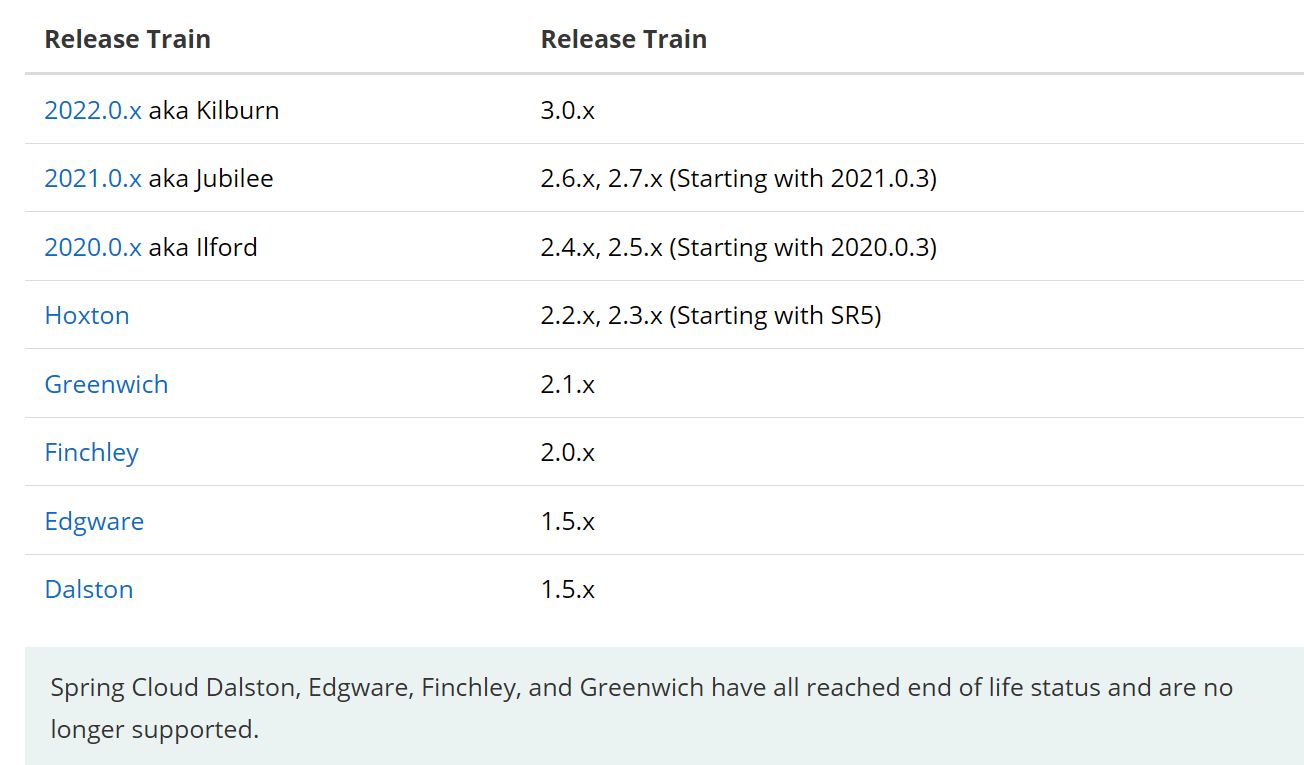 Release Train Release Train
2022.0.x aka Kilburn 3.0.x
2021.0.x aka Jubilee 2.6.x, 2.7.x (Starting with 2021.0.3)
2020.0.x aka Ilford 2.4.x, 2.5.x (Starting with 2020.0.3)
Hoxton 2.2.x, 2.3.x (Starting with SR5)
Greenwich 2.1.x
Finchley 2.0.x
Edgware 1.5.x
Dalston 1.5.x
Spring Cloud Dalston, Edgware, Finchley, and Greenwich have all reached end of life status and are no
longer supported.